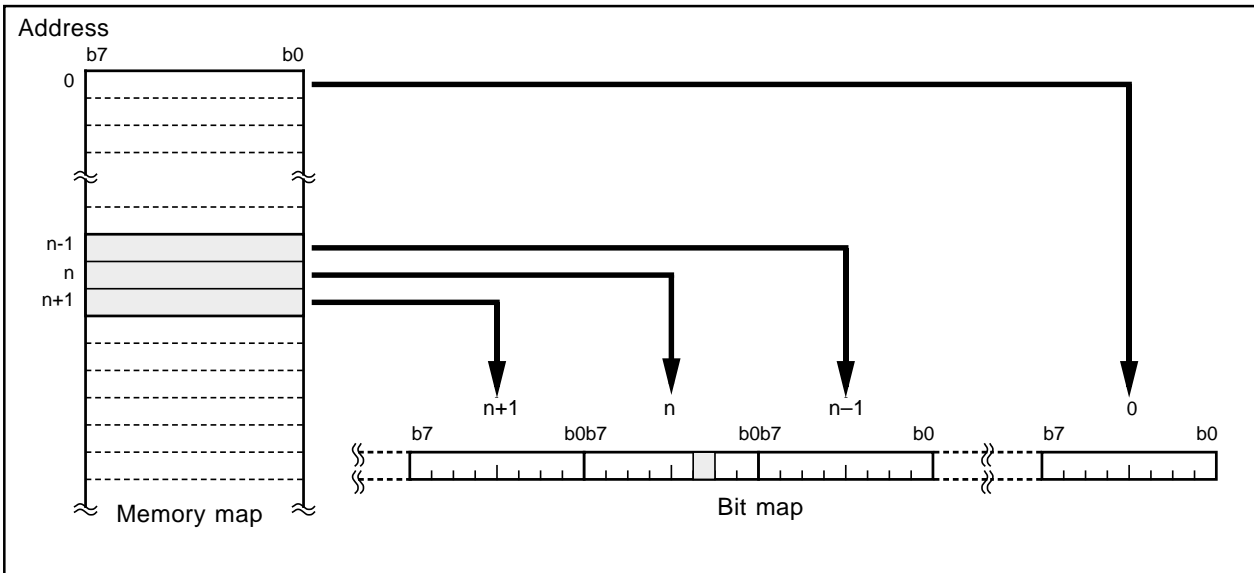 Address
b7 b0
0
n-1
n
n+1
n+1 n n–1 0
b7 b0b7 b0b7 b0 b7 b0
Memory map
Bit map